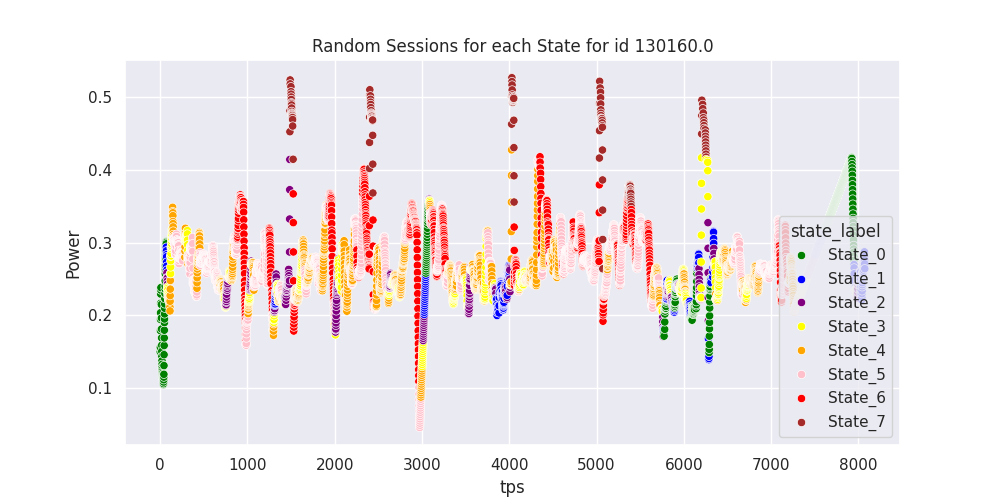 Random Sessions for each State for id 130160.0
Power
0.5
0.4
0.3
0.2
0.1
state_label
State_0
State_1
State_2
State_3
State_4
State_5
State_6
State_7
0 1000 2000 3000 4000 5000 6000 7000 8000
tps